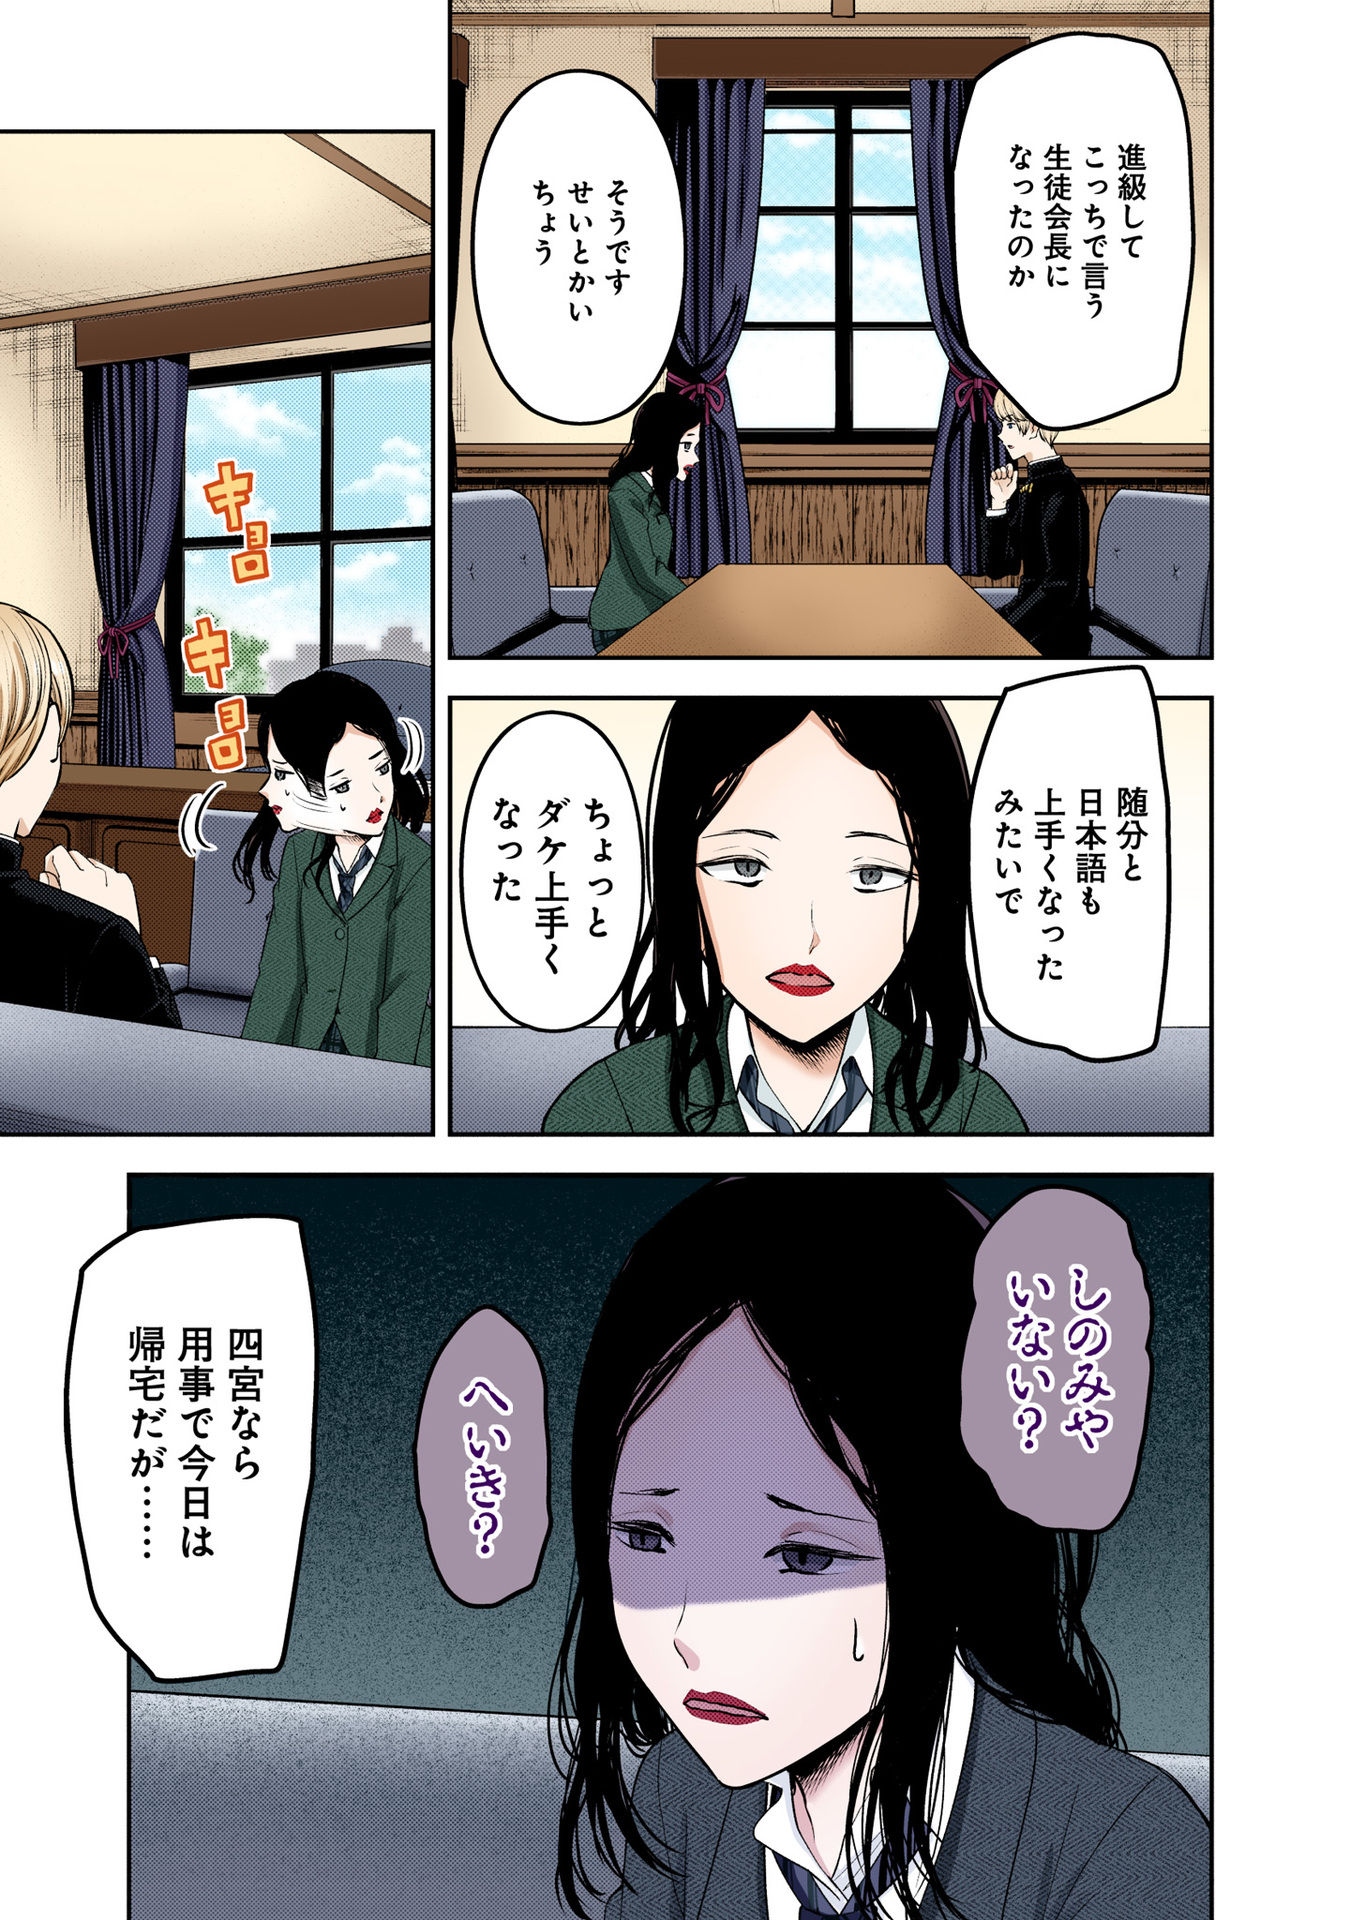 進級して
こっちで言う
生徒会長に
なったのか
そうです
せいとかい
ちょう
随分と
日本語も
上手くなった
みたいで
ちょっと
ダケ上手く
なった
キョロ
キョロ
しのみや
いない?
へいき?
四宮なら
用事で今日は
帰宅だが……